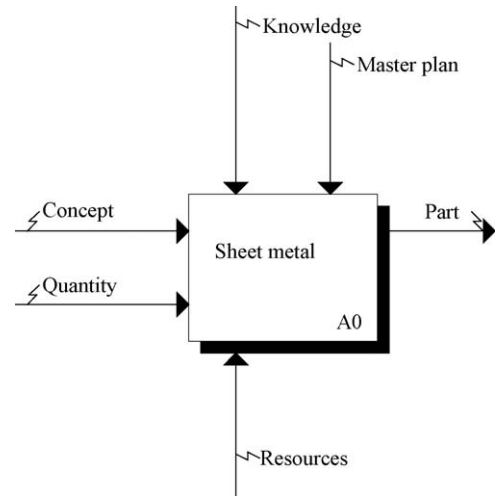 Knowledge
Master plan
Concept
Part
Sheet metal
Quantity
A0
Resources